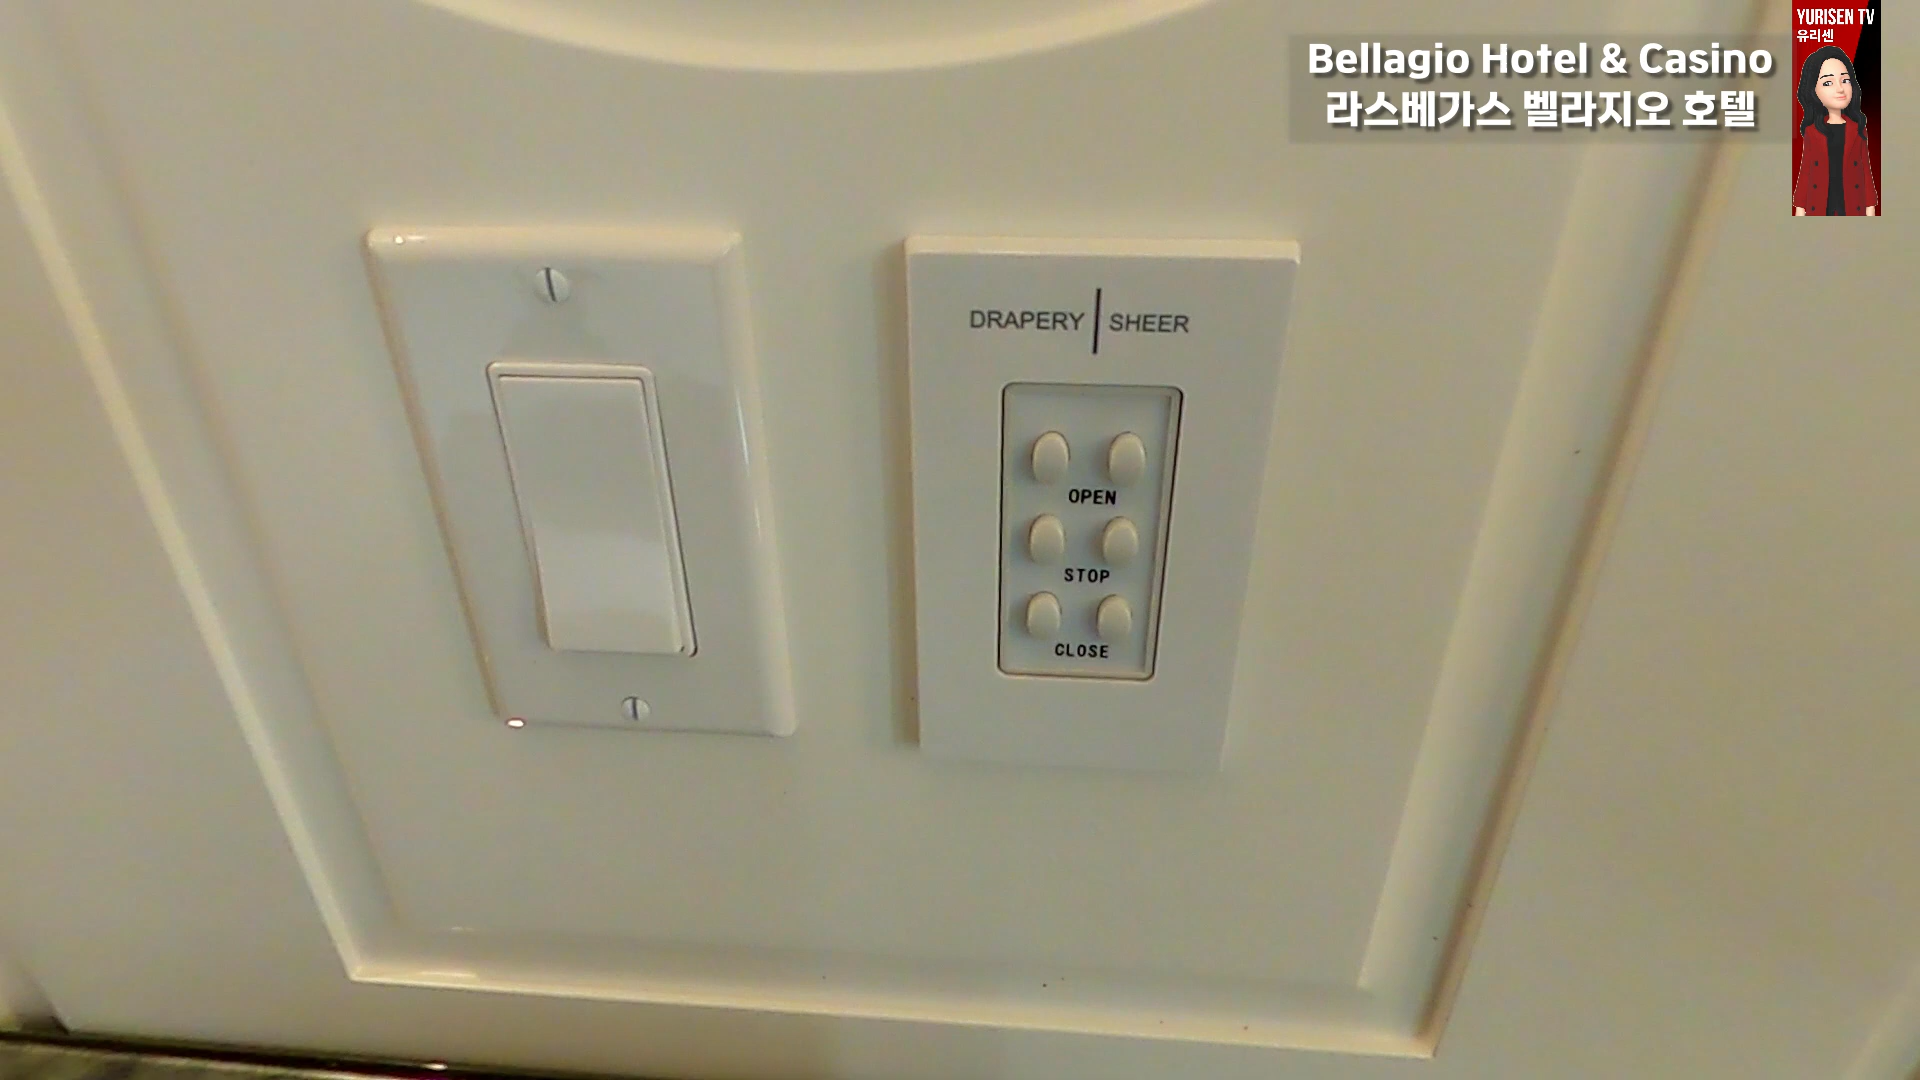 YURISEN TV
유리센
Bellagio Hotel & Casino
라스베가스 벨라지오 호텔
DRAPERY | SHEER
OPEN
STOP
CLOSE